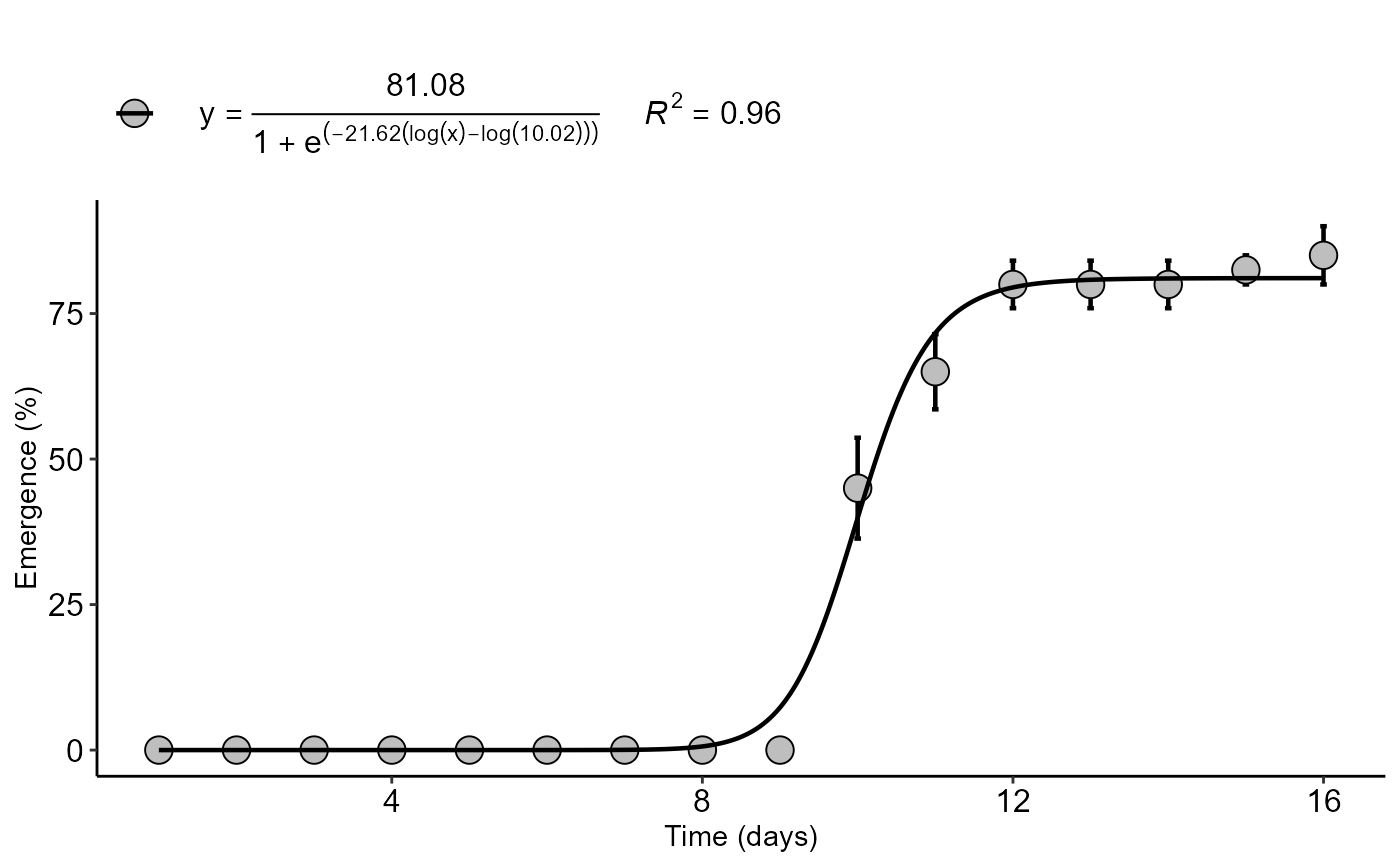 y = 81.08 / 1 + e^(−21.62(log(x)−log(10.02))) R² = 0.96
75
50
25
0
Emergence (%)
4 8 12 16
Time (days)